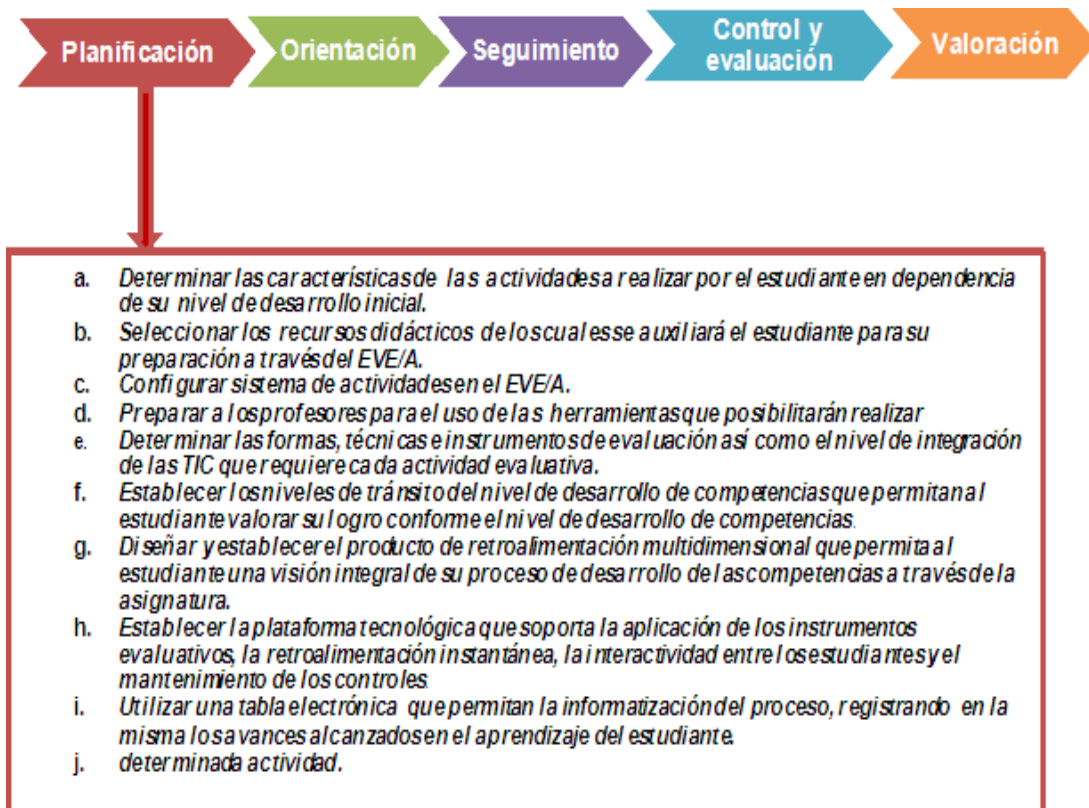 Planificación
Orientación
Seguimiento
Control y
evaluación
Valoración
a. Determinar las características de las actividades a realizar por el estudiante en dependencia
de su nivel de desarrollo inicial.
b. Seleccionar los recursos didácticos de los cuales se auxiliará el estudiante para su
preparación a través del EVE/A.
c. Configurar sistema de actividades en el EVE/A.
d. Preparar a los profesores para el uso de las herramientas que posibilitarán realizar
e. Determinar las formas, técnicas e instrumentos de evaluación así como el nivel de integración
de las TIC que requiere cada actividad evaluativa.
f. Establecer los niveles de tránsito del nivel de desarrollo de competencias que permitan al
estudiante valorar su logro conforme el nivel de desarrollo de competencias.
g. Diseñar y establecer el producto de retroalimentación multidimensional que permita al
estudiante una visión integral de su proceso de desarrollo de las competencias a través de la
asignatura.
h. Establecer la plataforma tecnológica que soporta la aplicación de los instrumentos
evaluativos, la retroalimentación instantánea, la interactividad entre los estudiantes y el
mantenimiento de los controles.
i. Utilizar una tabla electrónica que permitan la informatización del proceso, registrando en la
misma los avances alcanzados en el aprendizaje del estudiante.
j. determinada actividad.